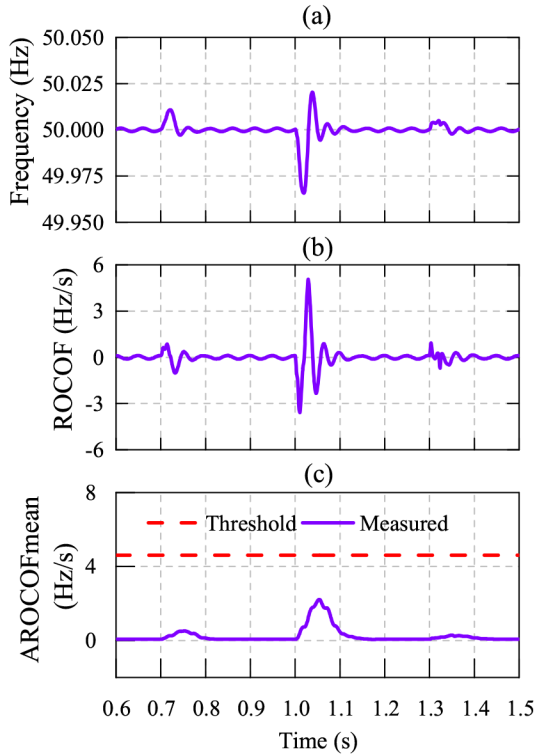 (a)
50.050
50.025
50.000
49.975
49.950
Frequency (Hz)
(b)
6
3
0
-3
-6
ROCOF (Hz/s)
(c)
8
4
0
AROCOFmean
(Hz/s)
Threshold Measured
0.6 0.7 0.8 0.9 1.0 1.1 1.2 1.3 1.4 1.5
Time (s)